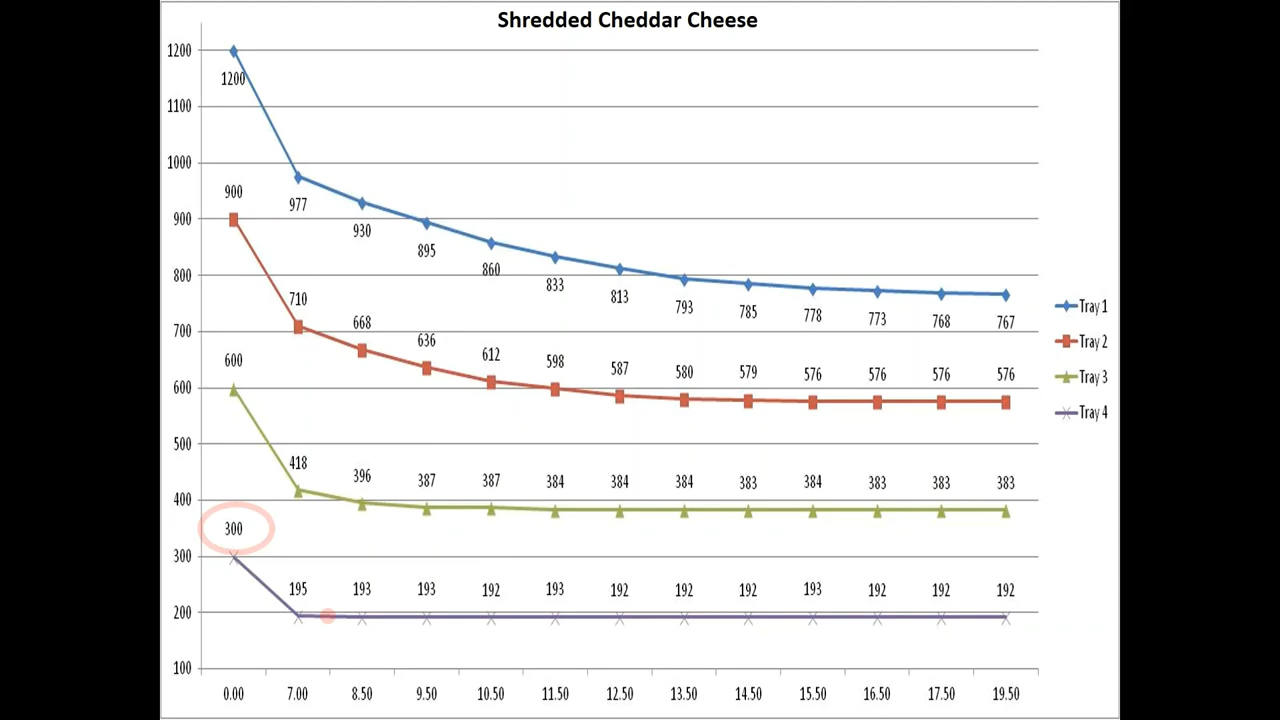 Shredded Cheddar Cheese
1200
1100
1000
900
800
700
600
500
400
300
200
100
1200 977 930 895 860 833 813 793 785 778 773 768 767
900 710 668 636 612 598 587 580 579 576 576 576 576
600 418 396 387 387 384 384 384 383 384 383 383 383
300 195 193 193 192 193 192 192 192 193 192 192 192
0.00 7.00 8.50 9.50 10.50 11.50 12.50 13.50 14.50 15.50 16.50 17.50 19.50
Tray 1
Tray 2
Tray 3
Tray 4